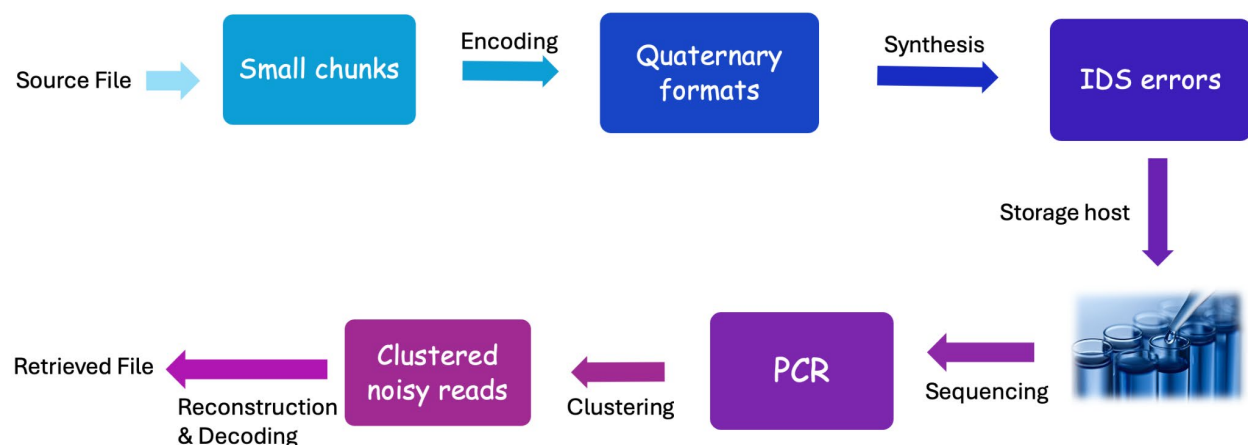 Source File
Small chunks
Encoding
Quaternary
formats
Synthesis
IDS errors
Storage host
Sequencing
PCR
Clustering
Clustered
noisy reads
Reconstruction
& Decoding
Retrieved File